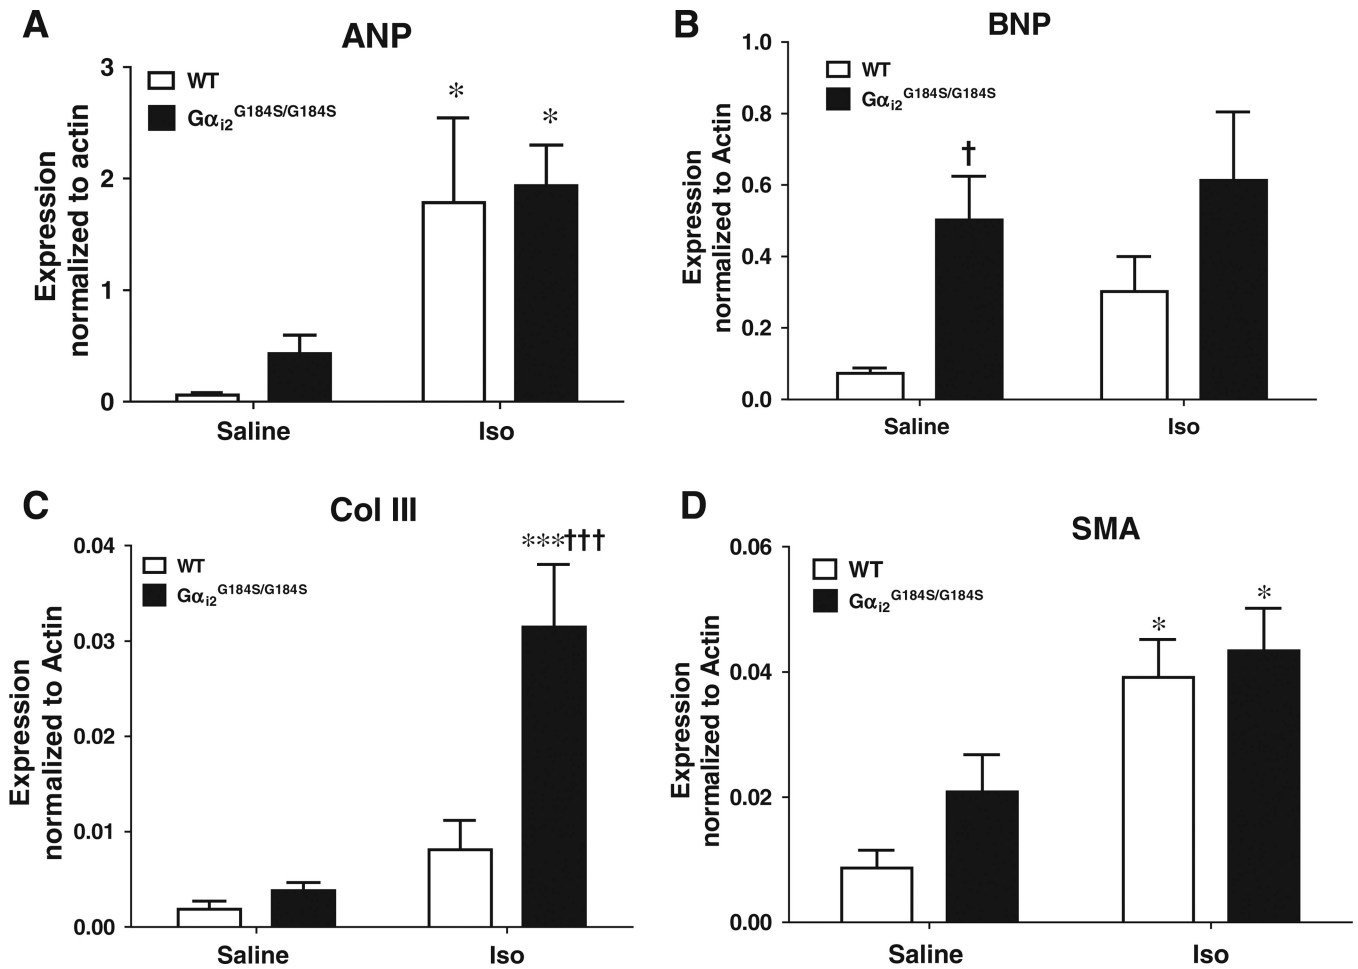 A
ANP
Expression
normalized to actin
3
2
1
0
WT
Gαi2G184S/G184S
*
*
Saline
Iso
B
BNP
Expression
normalized to Actin
1.0
0.8
0.6
0.4
0.2
0.0
WT
Gαi2G184S/G184S
†
Saline
Iso
C
Col III
Expression
normalized to Actin
0.04
0.03
0.02
0.01
0.00
WT
Gαi2G184S/G184S
***†††
Saline
Iso
D
SMA
Expression
normalized to Actin
0.06
0.04
0.02
0.00
WT
Gαi2G184S/G184S
*
*
Saline
Iso